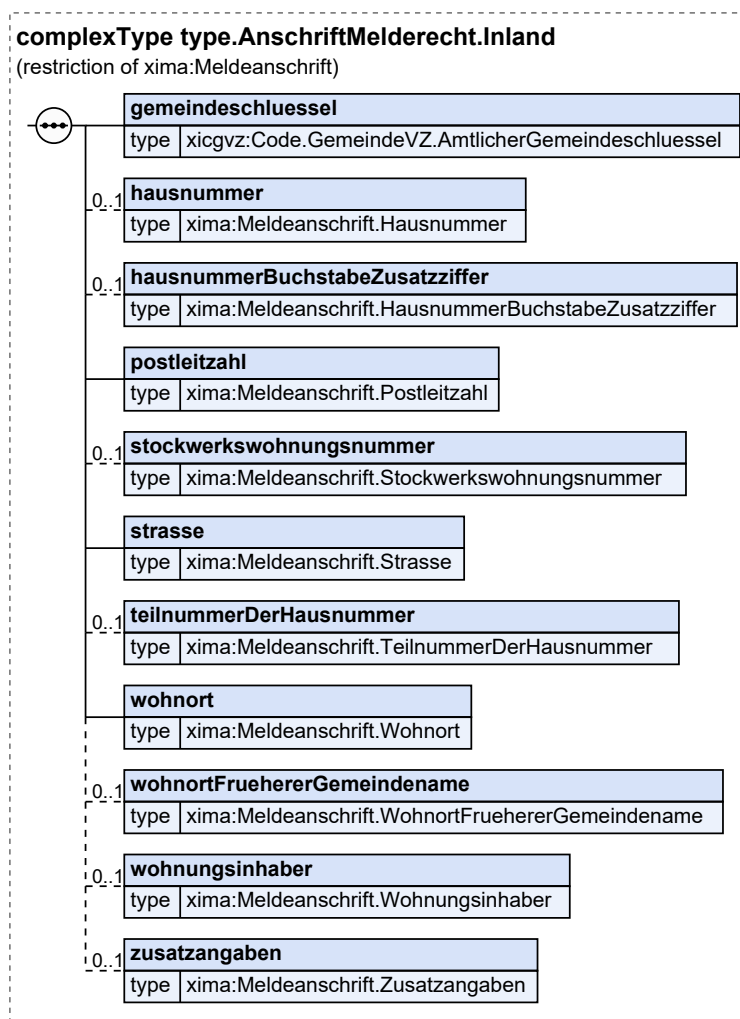 complexType type.AnschriftMelderecht.Inland
(restriction of xima:Meldeanschrift)
gemeindeschluessel
type xicgvz:Code.GemeindeVZ.AmtlicherGemeindeschluessel
0..1 hausnummer
type xima:Meldeanschrift.Hausnummer
0..1 hausnummerBuchstabeZusatzziffer
type xima:Meldeanschrift.HausnummerBuchstabeZusatzziffer
postleitzahl
type xima:Meldeanschrift.Postleitzahl
0..1 stockwerkswohnungsnummer
type xima:Meldeanschrift.Stockwerkswohnungsnummer
strasse
type xima:Meldeanschrift.Strasse
0..1 teilnummerDerHausnummer
type xima:Meldeanschrift.TeilnummerDerHausnummer
wohnort
type xima:Meldeanschrift.Wohnort
0..1 wohnortFruehererGemeindename
type xima:Meldeanschrift.WohnortFruehererGemeindename
0..1 wohnungsinhaber
type xima:Meldeanschrift.Wohnungsinhaber
0..1 zusatzangaben
type xima:Meldeanschrift.Zusatzangaben